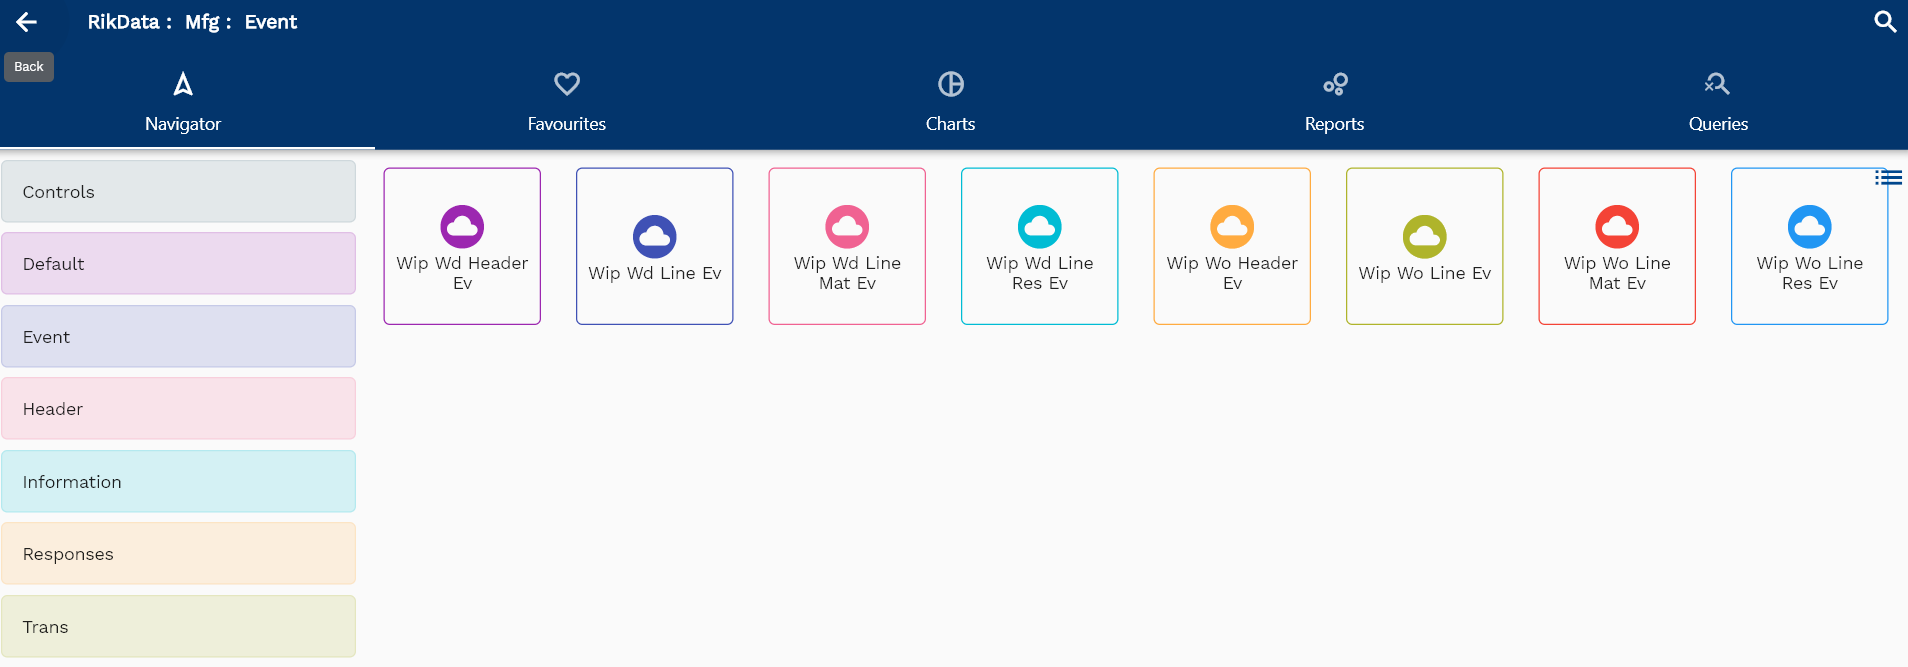 RikData : Mfg : Event
Back
Navigator
Favourites
Charts
Reports
Queries
Controls
Default
Event
Header
Information
Responses
Trans
Wip Wd Header
Ev
Wip Wd Line Ev
Wip Wd Line
Mat Ev
Wip Wd Line
Res Ev
Wip Wo Header
Ev
Wip Wo Line Ev
Wip Wo Line
Mat Ev
Wip Wo Line
Res Ev